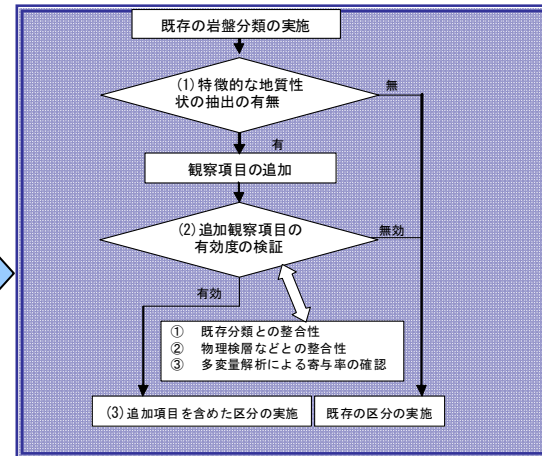 既存の岩盤分類の実施
(1)特徴的な地質性
状の抽出の有無
無
有
観察項目の追加
(2)追加観察項目の
有効度の検証
無効
有効
① 既存分類との整合性
② 物理検層などとの整合性
③ 多変量解析による寄与率の確認
(3)追加項目を含めた区分の実施
既存の区分の実施